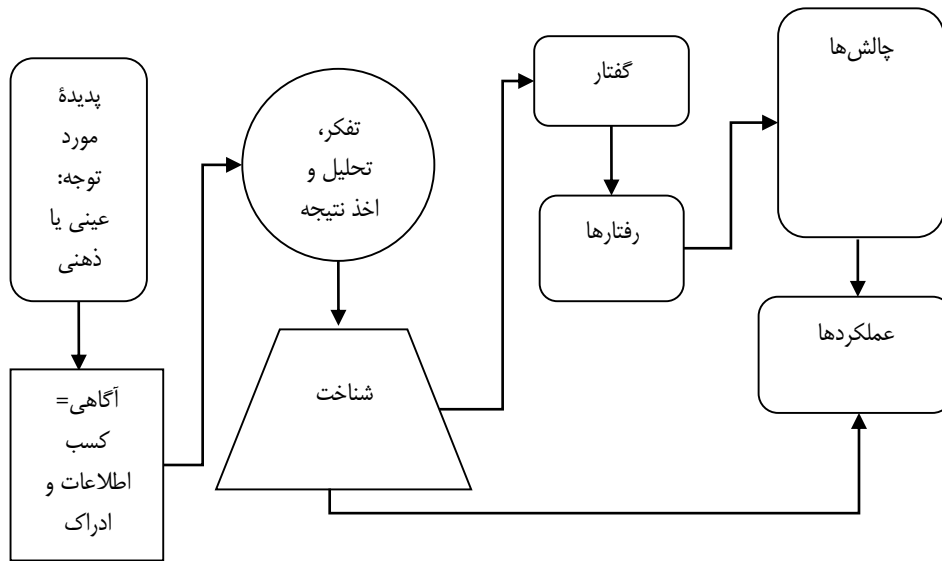 پدیدهٔ
مورد
توجه:
عینی یا
ذهنی
آگاهی=
کسب
اطلاعات و
ادراک
تفکر،
تحلیل و
اخذ نتیجه
شناخت
گفتار
رفتارها
چالش‌ها
عملکردها